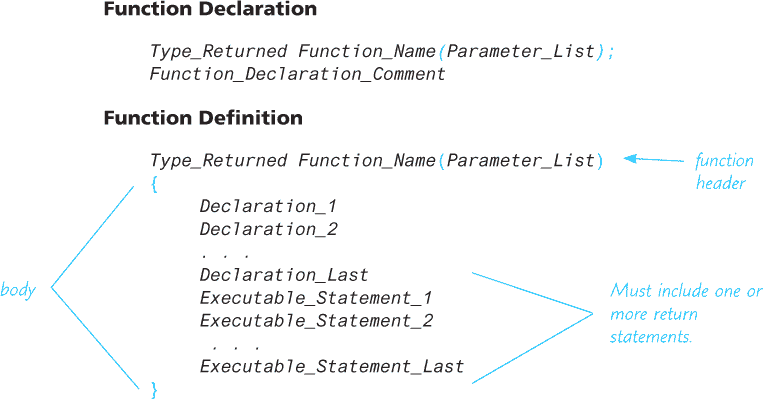 Function Declaration
Type_Returned Function_Name(Parameter_List);
Function_Declaration_Comment
Function Definition
Type_Returned Function_Name(Parameter_List)
function
header
{
Declaration_1
Declaration_2
. . .
Declaration_Last
body
Executable_Statement_1
Must include one or
Executable_Statement_2
more return
statements.
. . .
Executable_Statement_Last
}